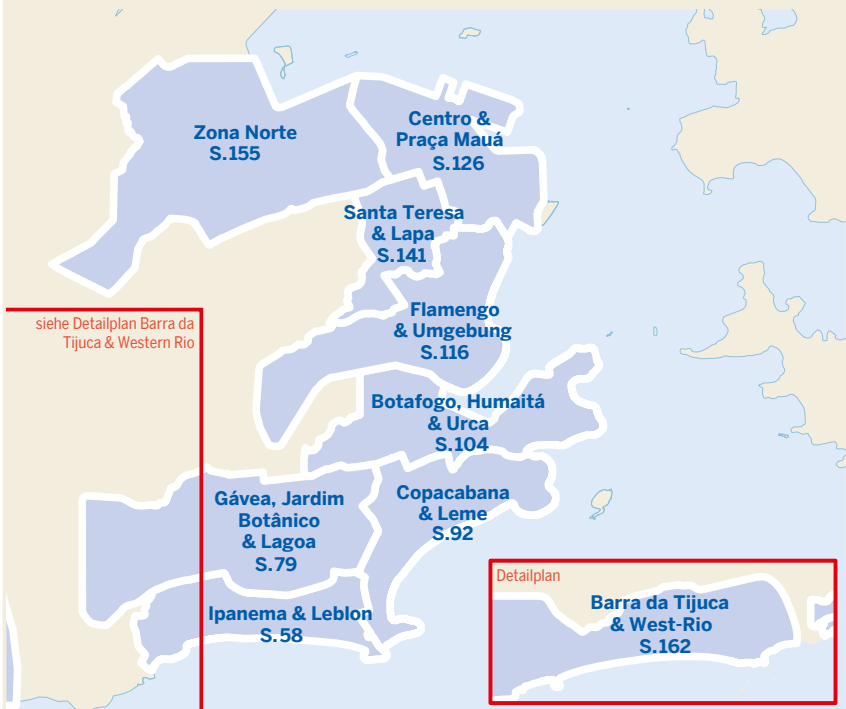 Zona Norte
S.155
Centro &
Praça Mauá
S.126
Santa Teresa
& Lapa
S.141
siehe Detailplan Barra da
Tijuca & Western Rio
Flamengo
& Umgebung
S.116
Botafogo, Humaitá
& Urca
S.104
Gávea, Jardim
Botânico
& Lagoa
S.79
Copacabana
& Leme
S.92
Ipanema & Leblon
S.58
Detailplan
Barra da Tijuca
& West-Rio
S.162